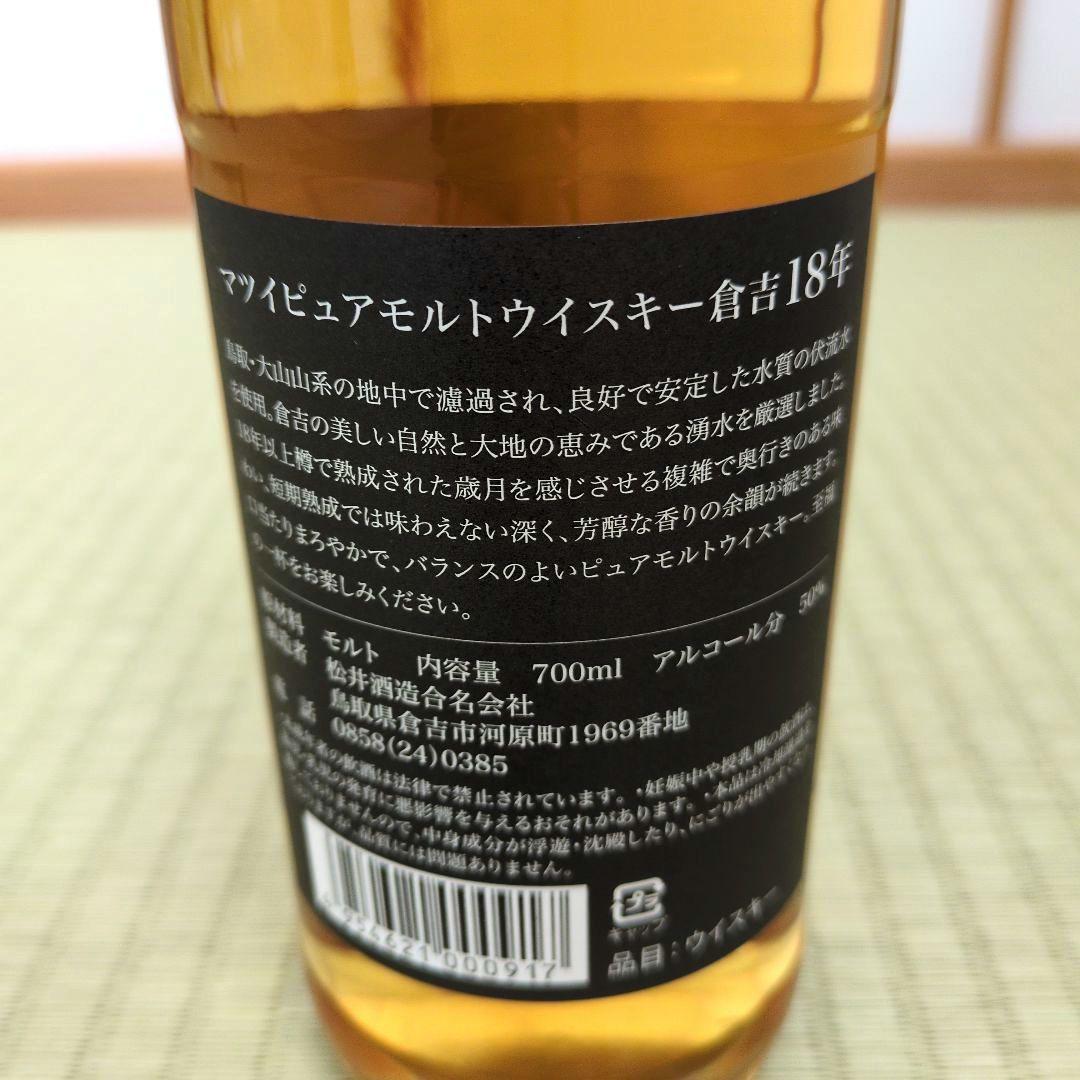 マツイピュアモルトウイスキー倉吉18年
鳥取・大山山系の地中で濾過され、良好で安定した水質の伏流水
を使用。倉吉の美しい自然と大地の恵みである湧水を厳選しました。
18年以上樽で熟成された歳月を感じさせる複雑で奥行きのある味
わい、短期熟成では味わえない深く、芳醇な香りの余韻が続きます。
口当たりまろやかで、バランスのよいピュアモルトウイスキー。至福
の一杯をお楽しみください。
原材料 モルト 内容量 700ml アルコール分 50%
製造者 松井酒造合名会社
鳥取県倉吉市河原町1969番地
電話 0858(24)0385
の飲酒は法律で禁止されています。・妊娠中や授乳期の飲酒は、
の発育に悪影響を与えるおそれがあります。・本品は冷却濾過を
ありませんので、中身成分が浮遊・沈殿したり、にごりが出やすく
が、品質には問題ありません。
4954621000917
プラ
キャップ
品目：ウイスキー